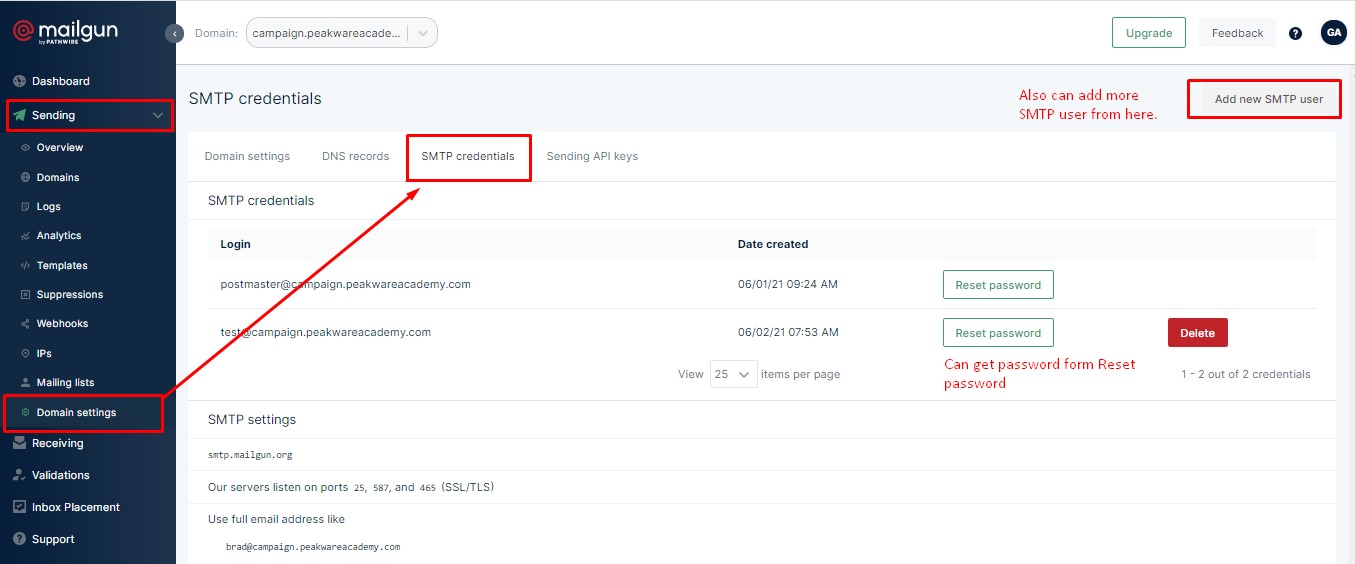 mailgun
by PATHWIRE
Domain: campaign.peakwareacade...
Upgrade
Feedback
?
GA
Dashboard
Sending
Overview
Domains
Logs
Analytics
Templates
Suppressions
Webhooks
IPs
Mailing lists
Domain settings
Receiving
Validations
Inbox Placement
Support
SMTP credentials
Also can add more
SMTP user from here.
Add new SMTP user
Domain settings DNS records SMTP credentials Sending API keys
SMTP credentials
Login Date created
postmaster@campaign.peakwareacademy.com 06/01/21 09:24 AM Reset password
test@campaign.peakwareacademy.com 06/02/21 07:53 AM Reset password Delete
Can get password form Reset
password
View 25 items per page 1 - 2 out of 2 credentials
SMTP settings
smtp.mailgun.org
Our servers listen on ports 25, 587, and 465 (SSL/TLS)
Use full email address like
brad@campaign.peakwareacademy.com